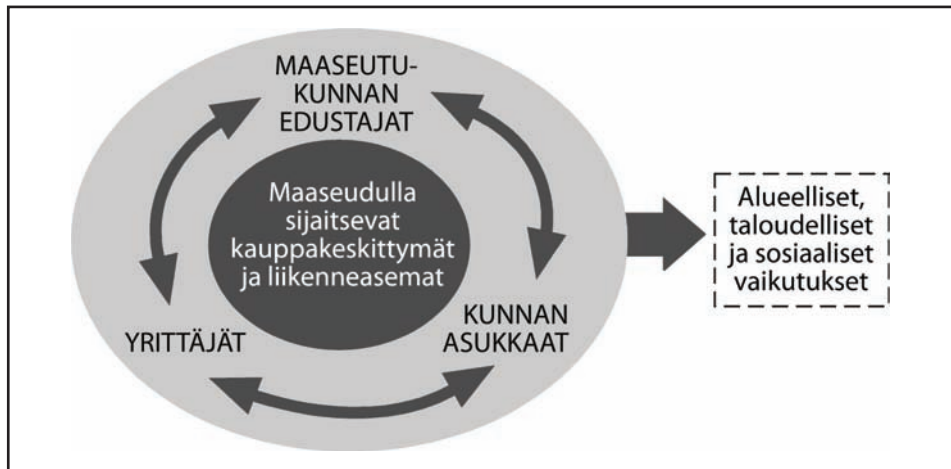 MAASEUTU-
KUNNAN
EDUSTAJAT
Maaseudulla
sijaitsevat
kauppakeskittymät
ja liikenneasemat
YRITTÄJÄT
KUNNAN
ASUKKAAT
Alueelliset,
taloudelliset
ja sosiaaliset
vaikutukset